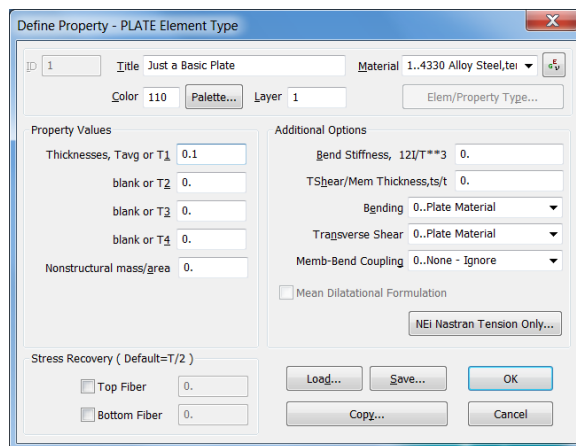 Define Property - PLATE Element Type
ID 1 Title Just a Basic Plate Material 1..4330 Alloy Steel,ter
Color 110 Palette... Layer 1 Elem/Property Type...
Property Values
Thicknesses, Tavg or T1 0.1
blank or T2 0.
blank or T3 0.
blank or T4 0.
Nonstructural mass/area 0.
Additional Options
Bend Stiffness, 12I/T**3 0.
TShear/Mem Thickness,ts/t 0.
Bending 0..Plate Material
Transverse Shear 0..Plate Material
Memb-Bend Coupling 0..None - Ignore
Mean Dilatational Formulation
NEi Nastran Tension Only...
Stress Recovery ( Default=T/2 )
Top Fiber 0.
Bottom Fiber 0.
Load... Save... OK
Copy... Cancel